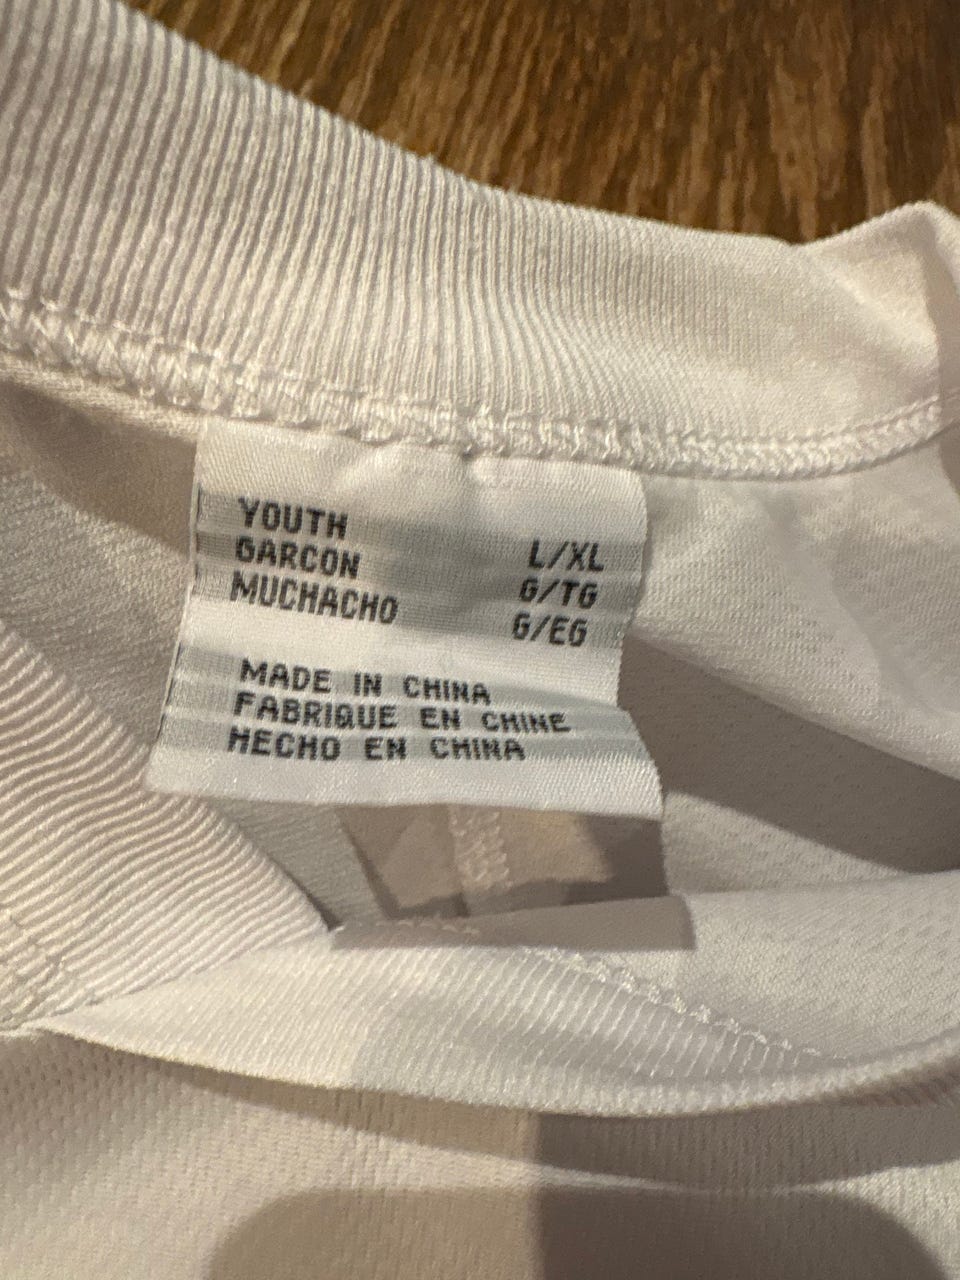 YOUTH L/XL
GARCON G/TG
MUCHACHO G/EG
MADE IN CHINA
FABRIQUE EN CHINE
HECHO EN CHINA